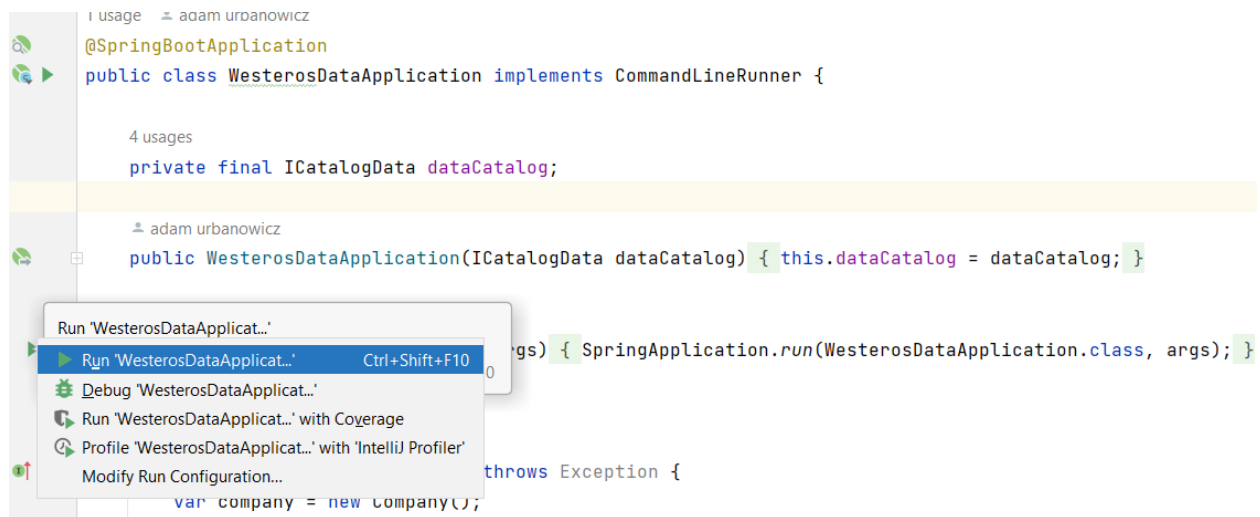 1 usage adam urbanowicz
@SpringBootApplication
public class WesterosDataApplication implements CommandLineRunner {
4 usages
private final ICatalogData dataCatalog;
adam urbanowicz
public WesterosDataApplication(ICatalogData dataCatalog) { this.dataCatalog = dataCatalog; }
Run 'WesterosDataApplicat...'
gs) { SpringApplication.run(WesterosDataApplication.class, args); }
Run 'WesterosDataApplicat...' Ctrl+Shift+F10
0
Debug 'WesterosDataApplicat...'
Run 'WesterosDataApplicat...' with Coverage
Profile 'WesterosDataApplicat...' with 'IntelliJ Profiler'
throws Exception {
Modify Run Configuration...
var company = new Company();